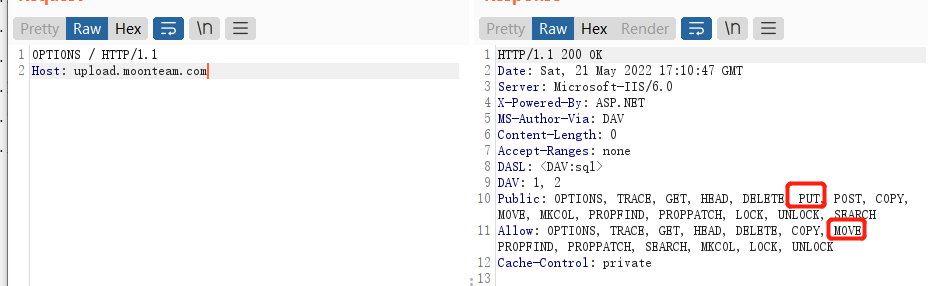 Request
Response
Pretty Raw Hex \n
Pretty Raw Hex Render \n
1 OPTIONS / HTTP/1.1
2 Host: upload.moonteam.com
1 HTTP/1.1 200 OK
2 Date: Sat, 21 May 2022 17:10:47 GMT
3 Server: Microsoft-IIS/6.0
4 X-Powered-By: ASP.NET
5 MS-Author-Via: DAV
6 Content-Length: 0
7 Accept-Ranges: none
8 DASL: <DAV:sql>
9 DAV: 1, 2
10 Public: OPTIONS, TRACE, GET, HEAD, DELETE, PUT, POST, COPY,
MOVE, MKCOL, PROPFIND, PROPPATCH, LOCK, UNLOCK, SEARCH
11 Allow: OPTIONS, TRACE, GET, HEAD, DELETE, COPY, MOVE
PROPFIND, PROPPATCH, SEARCH, MKCOL, LOCK, UNLOCK
12 Cache-Control: private
13